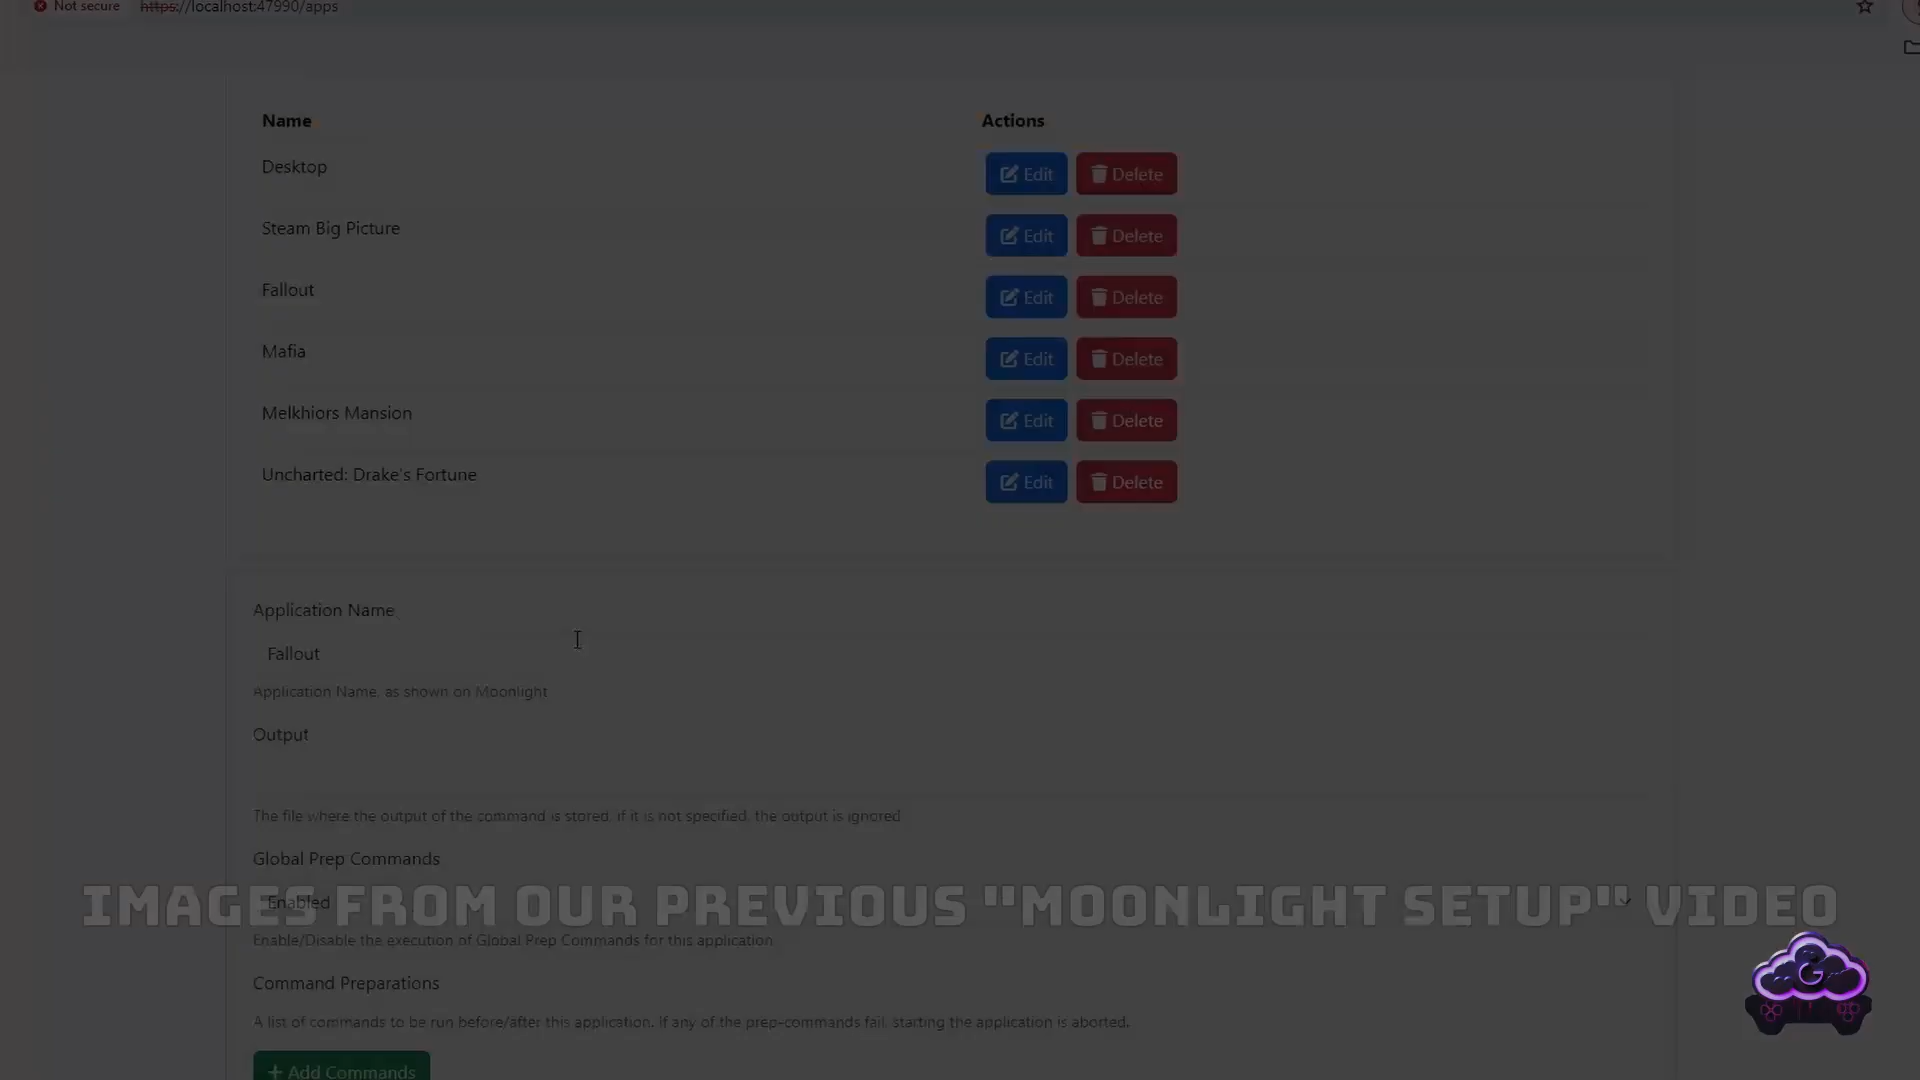 Not secure https://localhost:47990/apps
Name Actions
Desktop Edit Delete
Steam Big Picture Edit Delete
Fallout Edit Delete
Mafia Edit Delete
Melkhiors Mansion Edit Delete
Uncharted: Drake's Fortune Edit Delete
Application Name
Fallout
Application Name, as shown on Moonlight
Output
The file where the output of the command is stored, if it is not specified, the output is ignored
Global Prep Commands
Enabled
IMAGES FROM OUR PREVIOUS "MOONLIGHT SETUP" VIDEO
Enable/Disable the execution of Global Prep Commands for this application.
Command Preparations
A list of commands to be run before/after this application. If any of the prep-commands fail, starting the application is aborted.
+ Add Commands